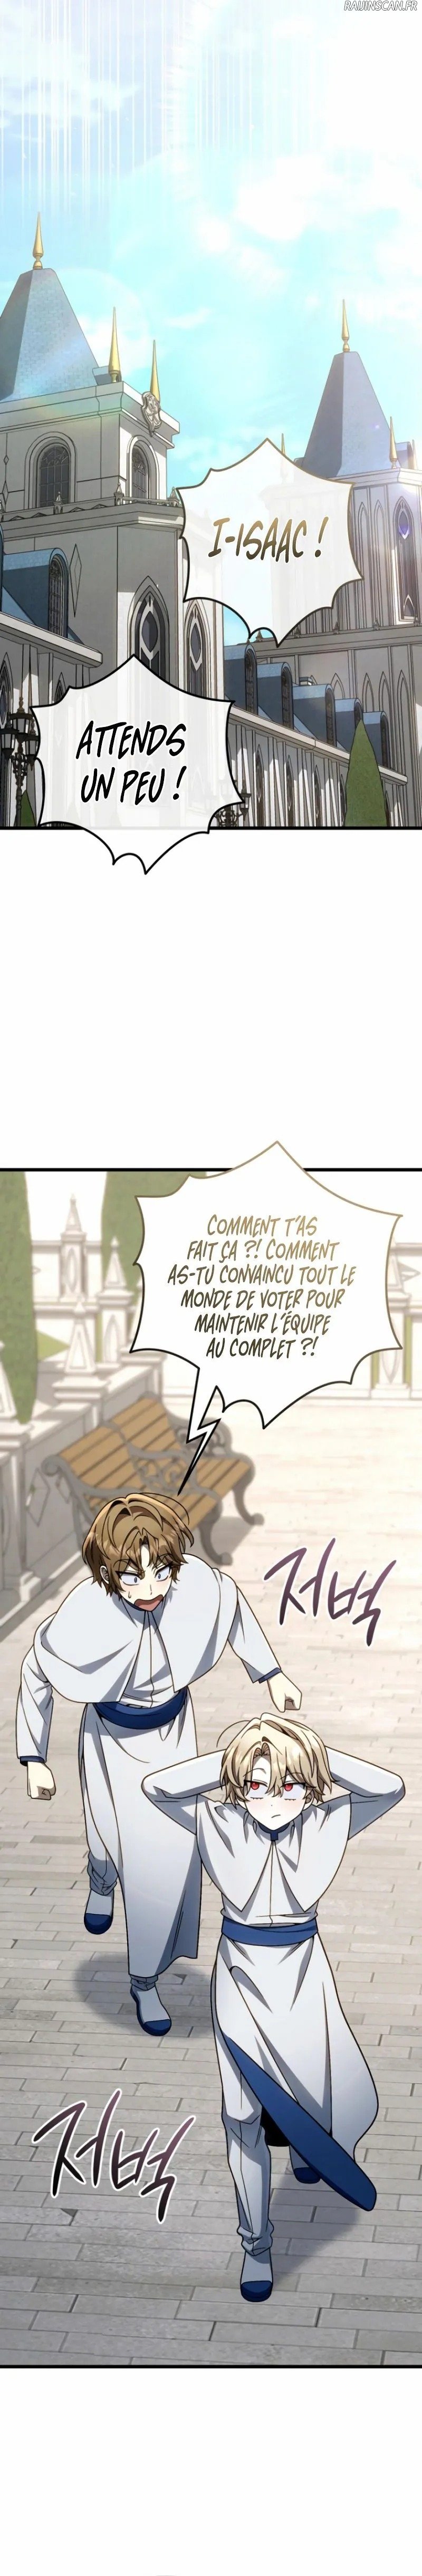 RAIJINSCAN.FR
I-ISAAC !
ATTENDS
UN PEU !
COMMENT T'AS
FAIT ÇA ?! COMMENT
AS-TU CONVAINCU TOUT LE
MONDE DE VOTER POUR
MAINTENIR L'ÉQUIPE
AU COMPLET ?!
저벅
저벅